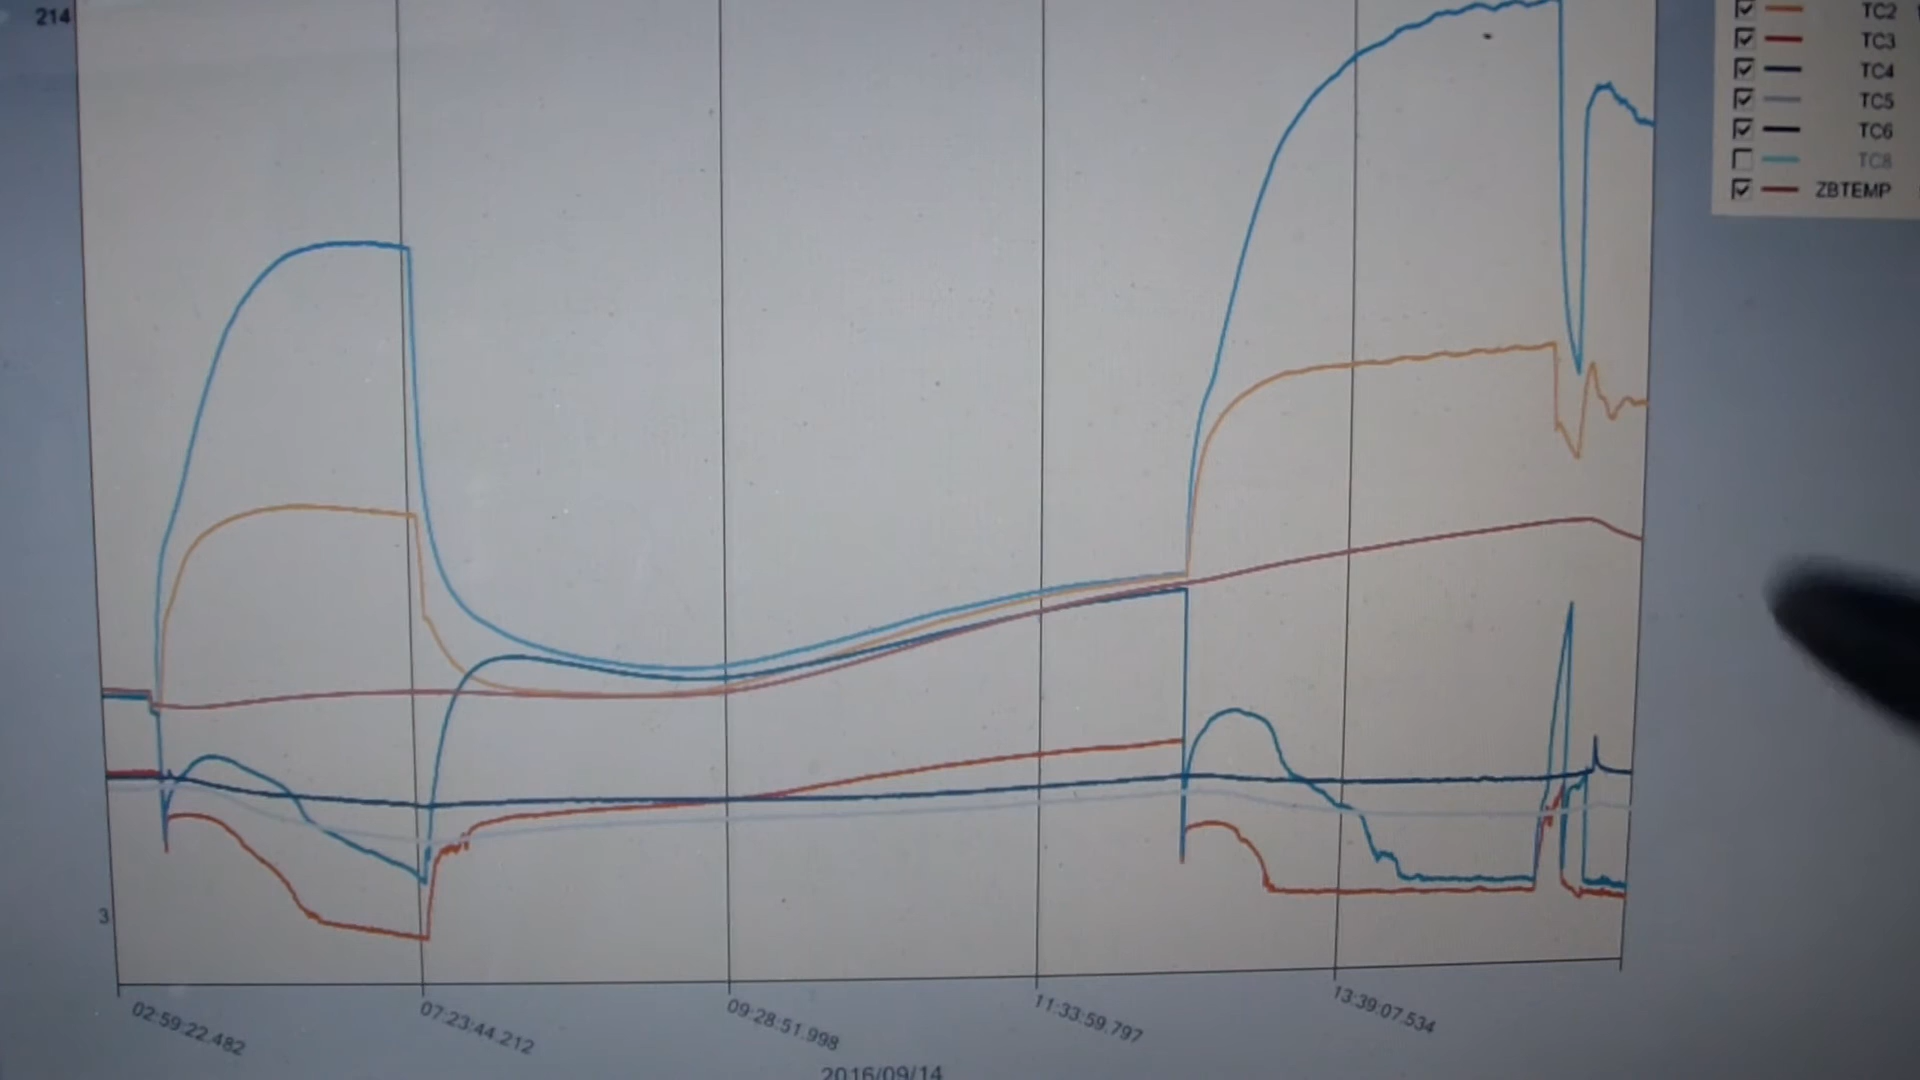 214
TC2
TC3
TC4
TC5
TC6
TC8
ZBTEMP
3
02:59:22.482
07:23:44.212
09:28:51.998
11:33:59.797
13:39:07.534
2016/09/14